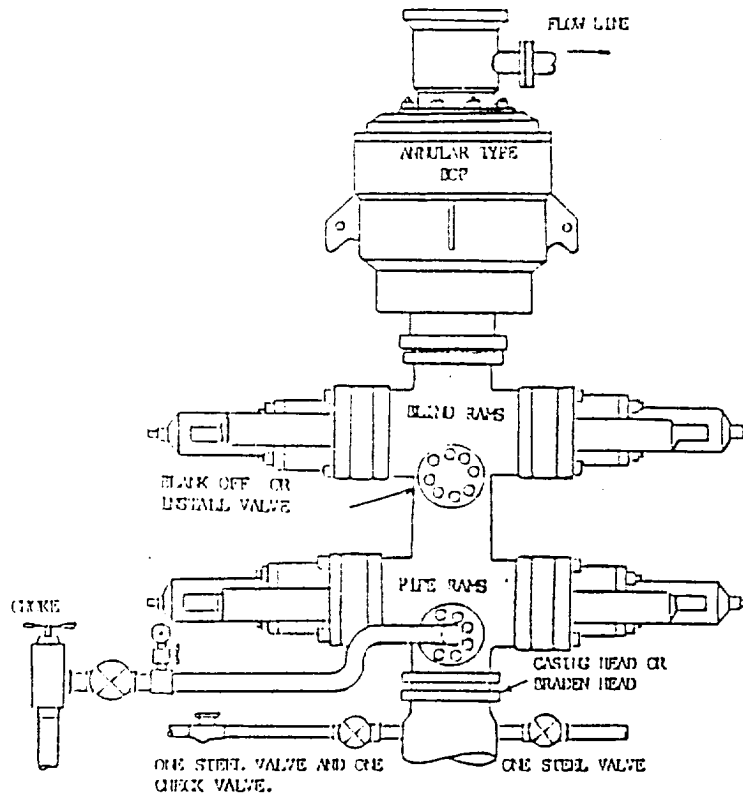 FLOW LINE
ANNULAR TYPE
BOP
BLIND RAMS
BLANK OFF OR
INSTALL VALVE
PIPE RAMS
CHOKE
CASING HEAD OR
BRADEN HEAD
ONE STEEL VALVE AND ONE
CHECK VALVE.
ONE STEEL VALVE